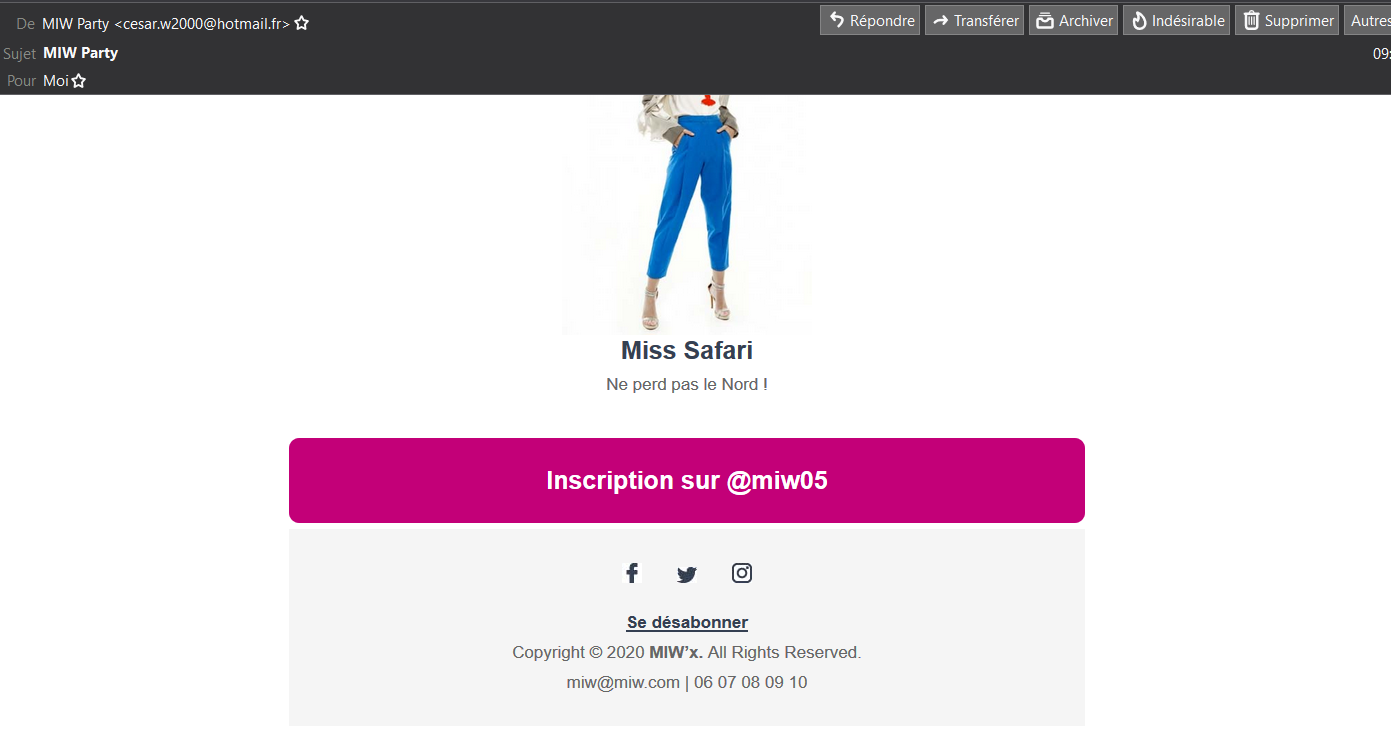 De MIW Party <cesar.w2000@hotmail.fr>
Répondre Transférer Archiver Indésirable Supprimer Autres
Sujet MIW Party
09:
Pour Moi
Miss Safari
Ne perd pas le Nord !
Inscription sur @miw05
Se désabonner
Copyright © 2020 MIW’x. All Rights Reserved.
miw@miw.com | 06 07 08 09 10